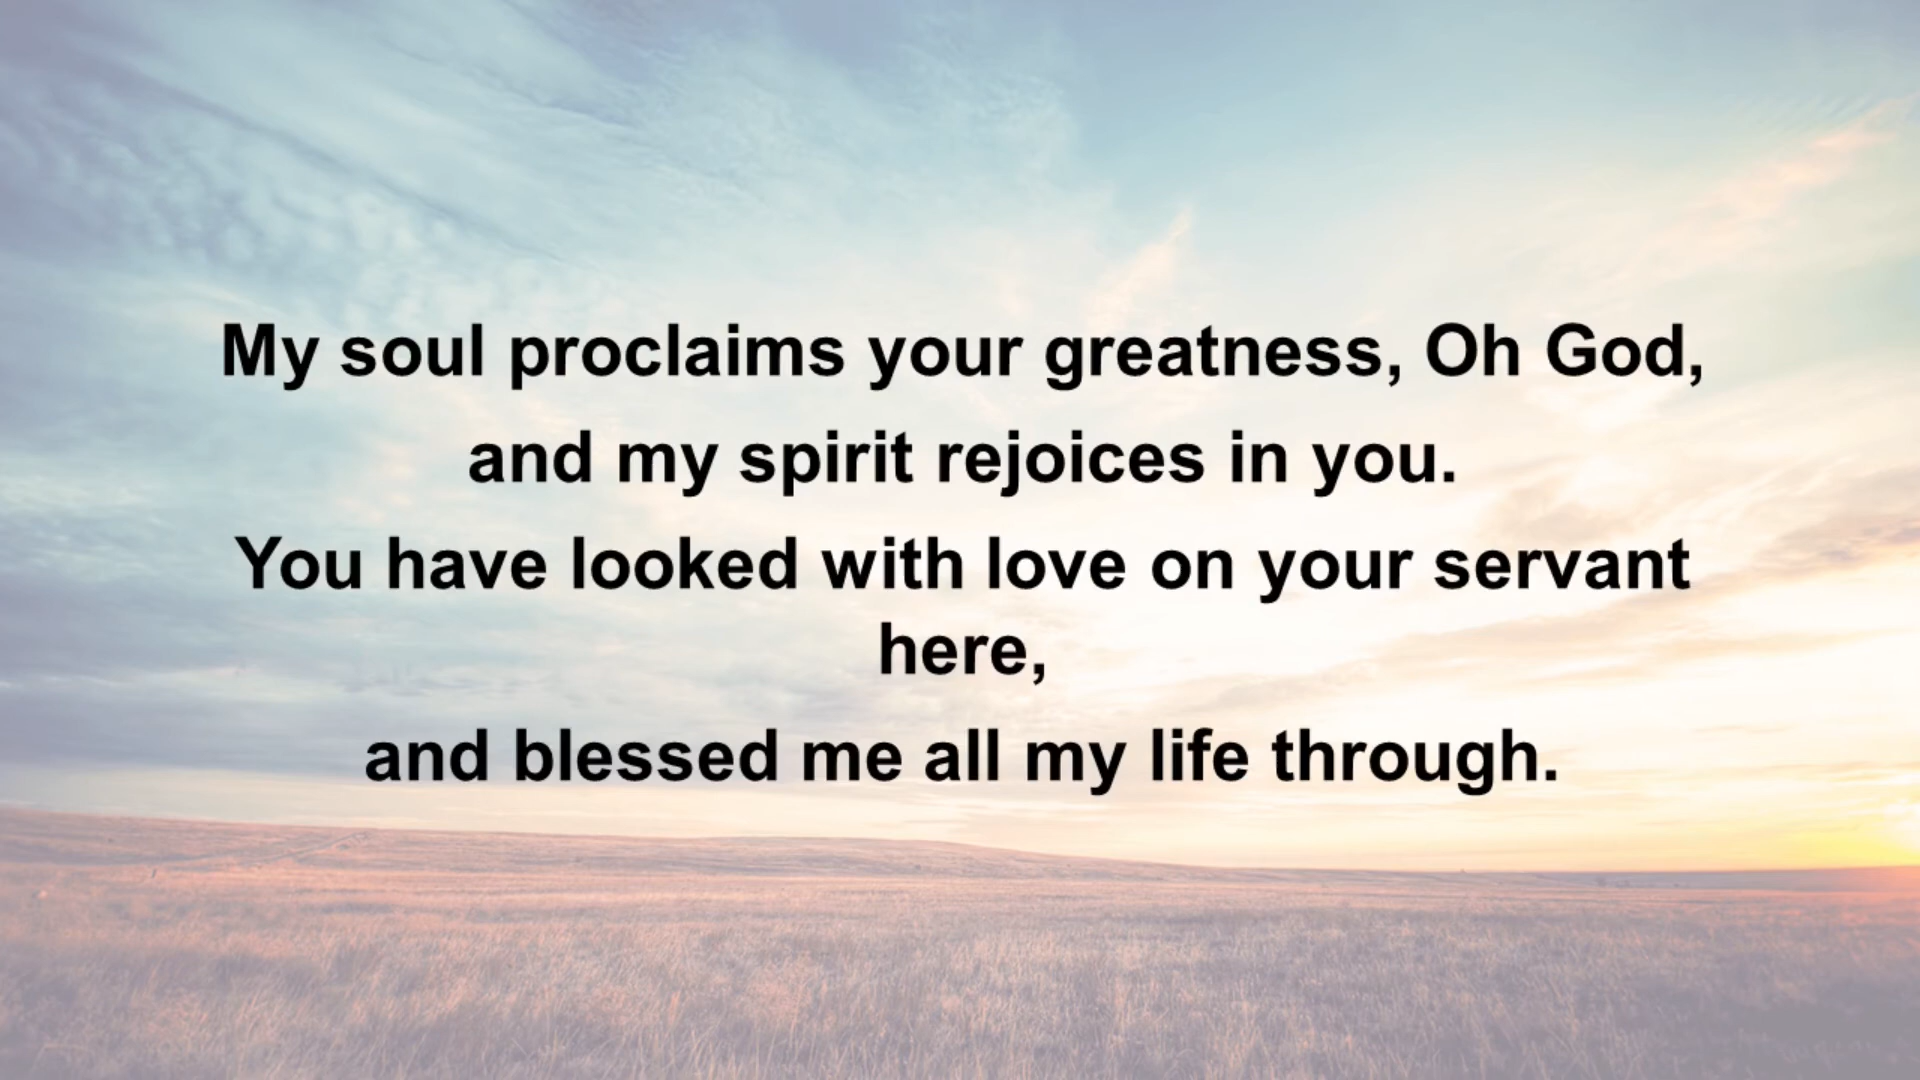 My soul proclaims your greatness, Oh God,
and my spirit rejoices in you.
You have looked with love on your servant
here,
and blessed me all my life through.